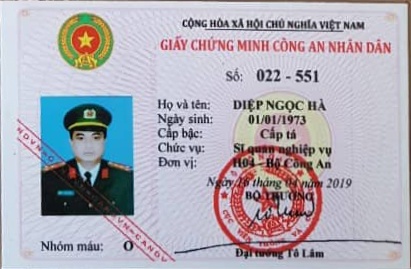 CỘNG HÒA XÃ HỘI CHỦ NGHĨA VIỆT NAM
GIẤY CHỨNG MINH CÔNG AN NHÂN DÂN
Số: 022 - 551
Họ và tên: DIỆP NGỌC HÀ
Ngày sinh: 01/01/1973
Cấp bậc: Cấp tá
Chức vụ: Sĩ quan nghiệp vụ
Đơn vị: H04 - Bộ Công An
Ngày 16 tháng 01 năm 2019
BỘ TRƯỞNG
Đại tướng Tô Lâm
Nhóm máu: O